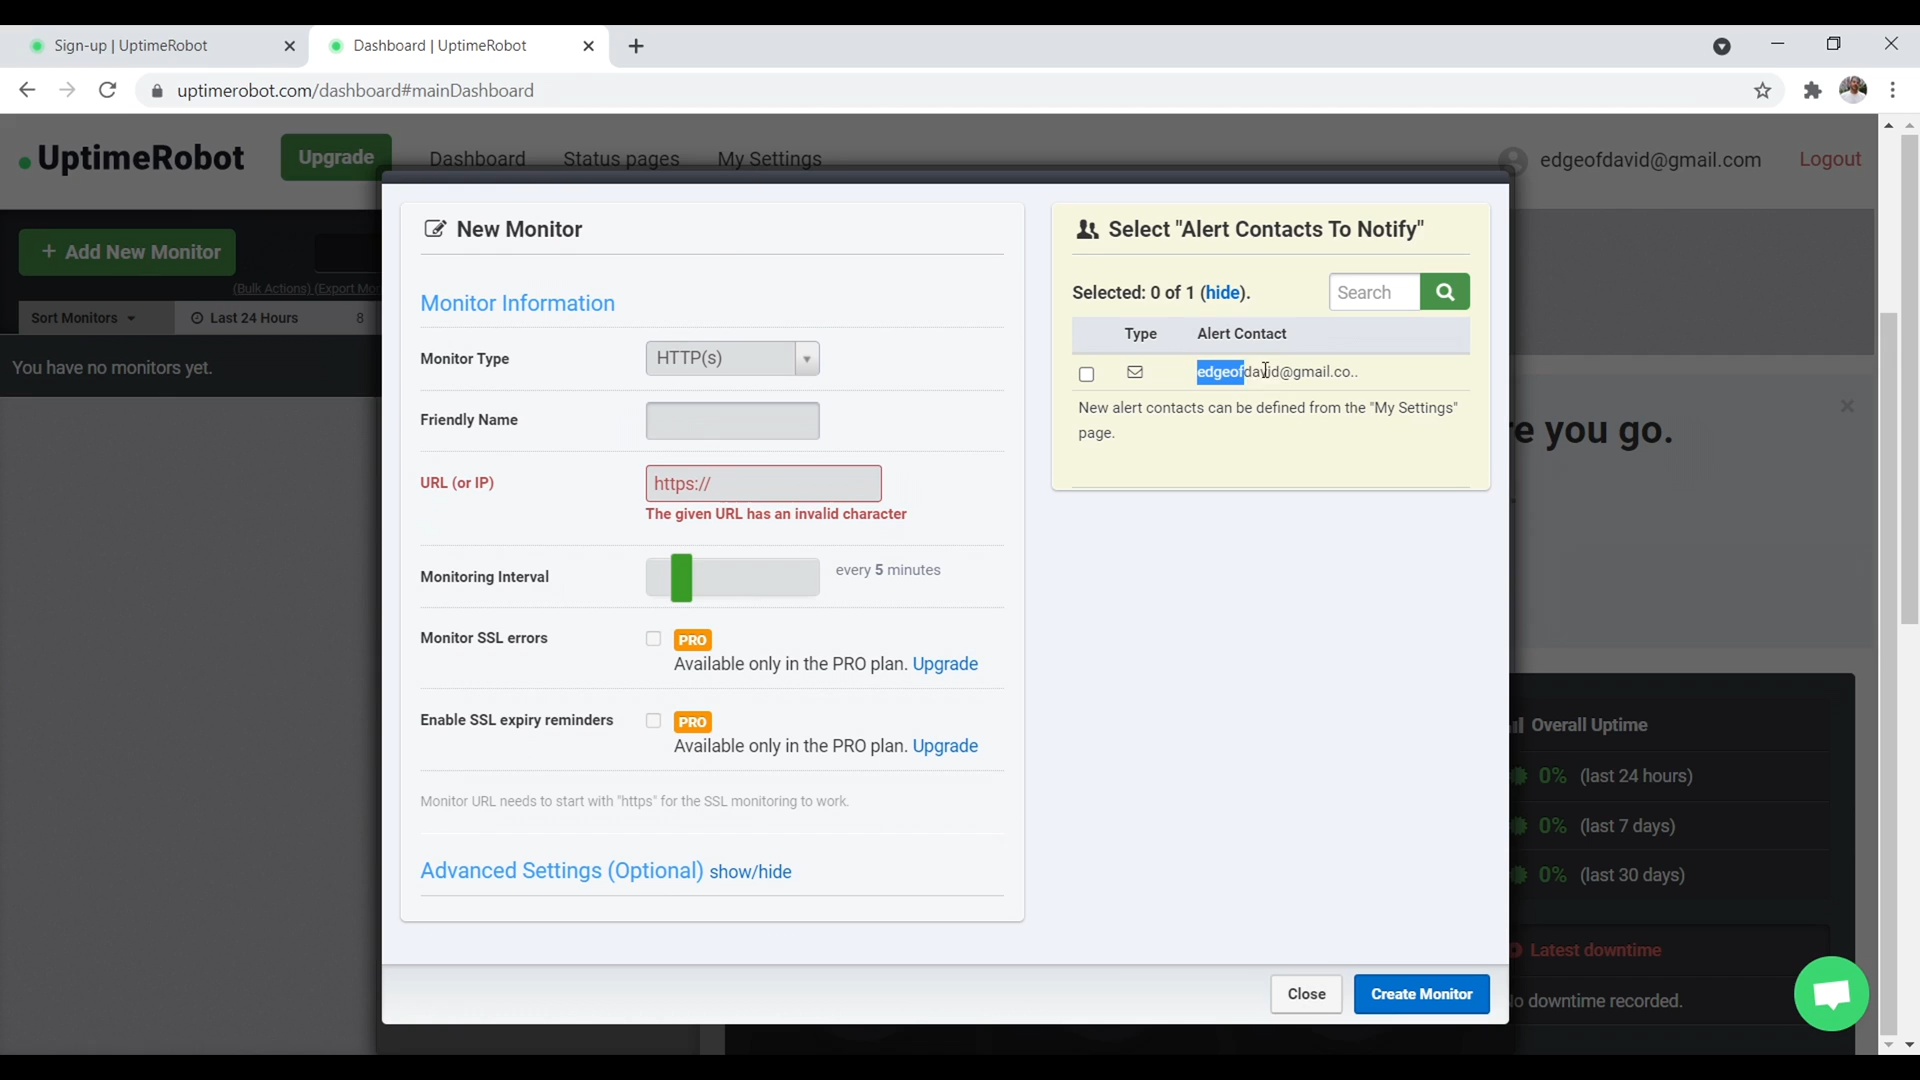 Sign-up | UptimeRobot
Dashboard | UptimeRobot
uptimerobot.com/dashboard#mainDashboard
UptimeRobot
Upgrade
Dashboard
Status pages
My Settings
edgeofdavid@gmail.com
Logout
+ Add New Monitor
(Bulk Actions) (Export Mon
Sort Monitors
Last 24 Hours
8
You have no monitors yet.
New Monitor
Monitor Information
Monitor Type
HTTP(s)
Friendly Name
URL (or IP)
https://
The given URL has an invalid character
Monitoring Interval
every 5 minutes
Monitor SSL errors
PRO
Available only in the PRO plan. Upgrade
Enable SSL expiry reminders
PRO
Available only in the PRO plan. Upgrade
Monitor URL needs to start with "https" for the SSL monitoring to work.
Advanced Settings (Optional) show/hide
Select "Alert Contacts To Notify"
Selected: 0 of 1 (hide).
Search
Type
Alert Contact
edgeofdavid@gmail.co..
New alert contacts can be defined from the "My Settings"
page.
Close
Create Monitor
e you go.
Overall Uptime
0% (last 24 hours)
0% (last 7 days)
0% (last 30 days)
Latest downtime
o downtime recorded.